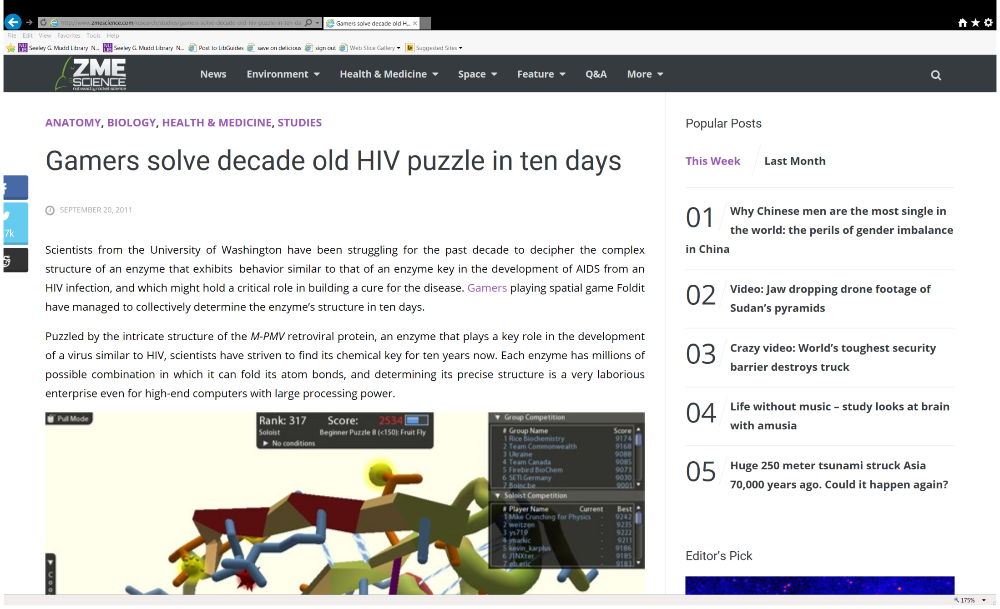 http://www.zmescience.com/research/studies/gamers-solve-decade-old-hiv-puzzle-in-ten-da
Gamers solve decade old H...
File Edit View Favorites Tools Help
NU LIB Seeley G. Mudd Library N... NU LIB Seeley G. Mudd Library N... Post to LibGuides save on delicious sign out Web Slice Gallery Suggested Sites
ZME
SCIENCE
not exactly rocket science
News Environment Health & Medicine Space Feature Q&A More
ANATOMY, BIOLOGY, HEALTH & MEDICINE, STUDIES
Gamers solve decade old HIV puzzle in ten days
SEPTEMBER 20, 2011
.7k
Scientists from the University of Washington have been struggling for the past decade to decipher the complex
structure of an enzyme that exhibits behavior similar to that of an enzyme key in the development of AIDS from an
HIV infection, and which might hold a critical role in building a cure for the disease. Gamers playing spatial game Foldit
have managed to collectively determine the enzyme's structure in ten days.
Puzzled by the intricate structure of the M-PMV retroviral protein, an enzyme that plays a key role in the development
of a virus similar to HIV, scientists have striven to find its chemical key for ten years now. Each enzyme has millions of
possible combination in which it can fold its atom bonds, and determining its precise structure is a very laborious
enterprise even for high-end computers with large processing power.
Pull Mode
Rank: 317 Score: 2534
Soloist Beginner Puzzle 8 (<150): Fruit Fly
No conditions
Group Competition
# Group Name Score
1 Rice Biochemistry 9174
2 Team Commonwealth 9168
3 Ukraine 9088
4 Team Canada 9085
5 Firebird BioChem 9073
6 SETI.Germany 9030
7 Boinc.be 9001
Soloist Competition
# Player Name Current Best
1 Mike Crunching for Physics - 9242
2 weitzen - 9235
3 ys719 - 9222
4 jmarkic - 9211
5 kevin_karplus - 9186
6 J1NXter - 9185
7 eb.eric 9183
C
o
o
Popular Posts
This Week Last Month
01 Why Chinese men are the most single in
the world: the perils of gender imbalance
in China
02 Video: Jaw dropping drone footage of
Sudan's pyramids
03 Crazy video: World's toughest security
barrier destroys truck
04 Life without music – study looks at brain
with amusia
05 Huge 250 meter tsunami struck Asia
70,000 years ago. Could it happen again?
Editor's Pick
175%